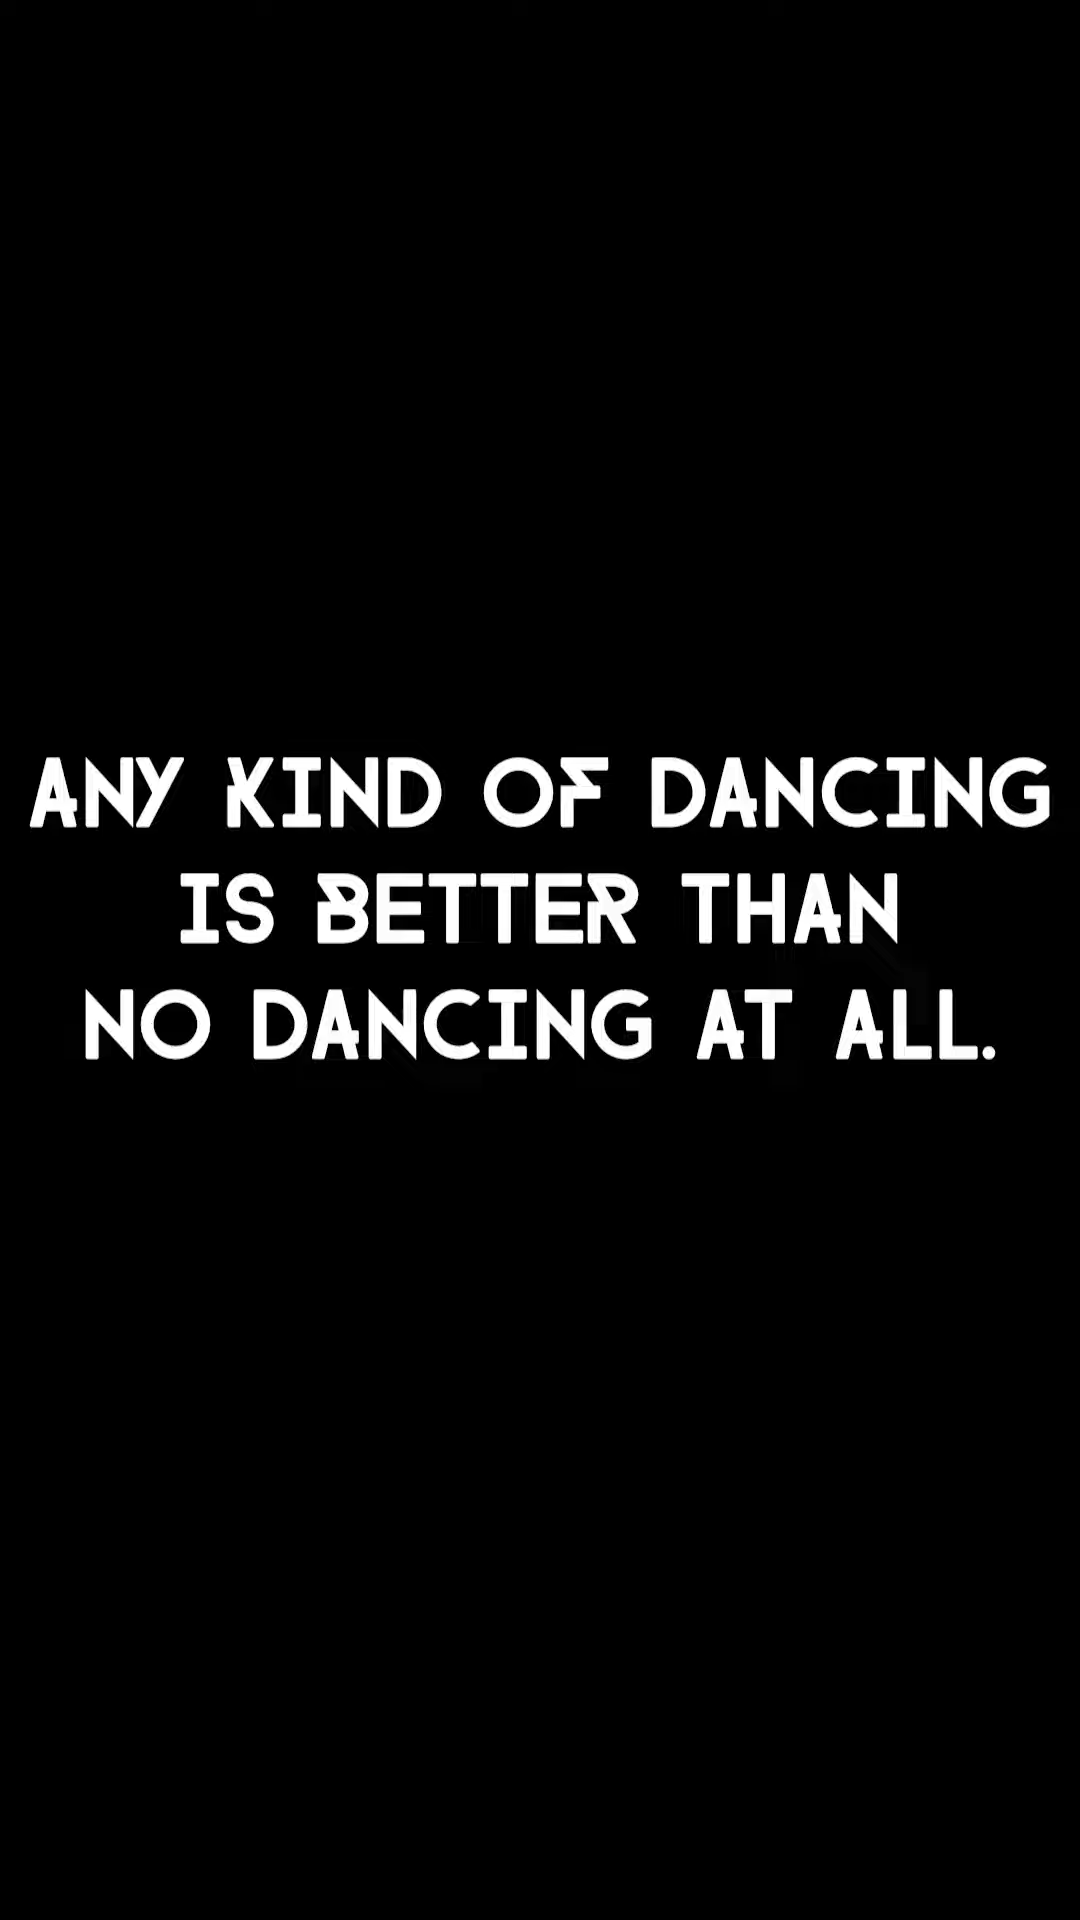 ANY KIND OF DANCING
IS BETTER THAN
NO DANCING AT ALL.